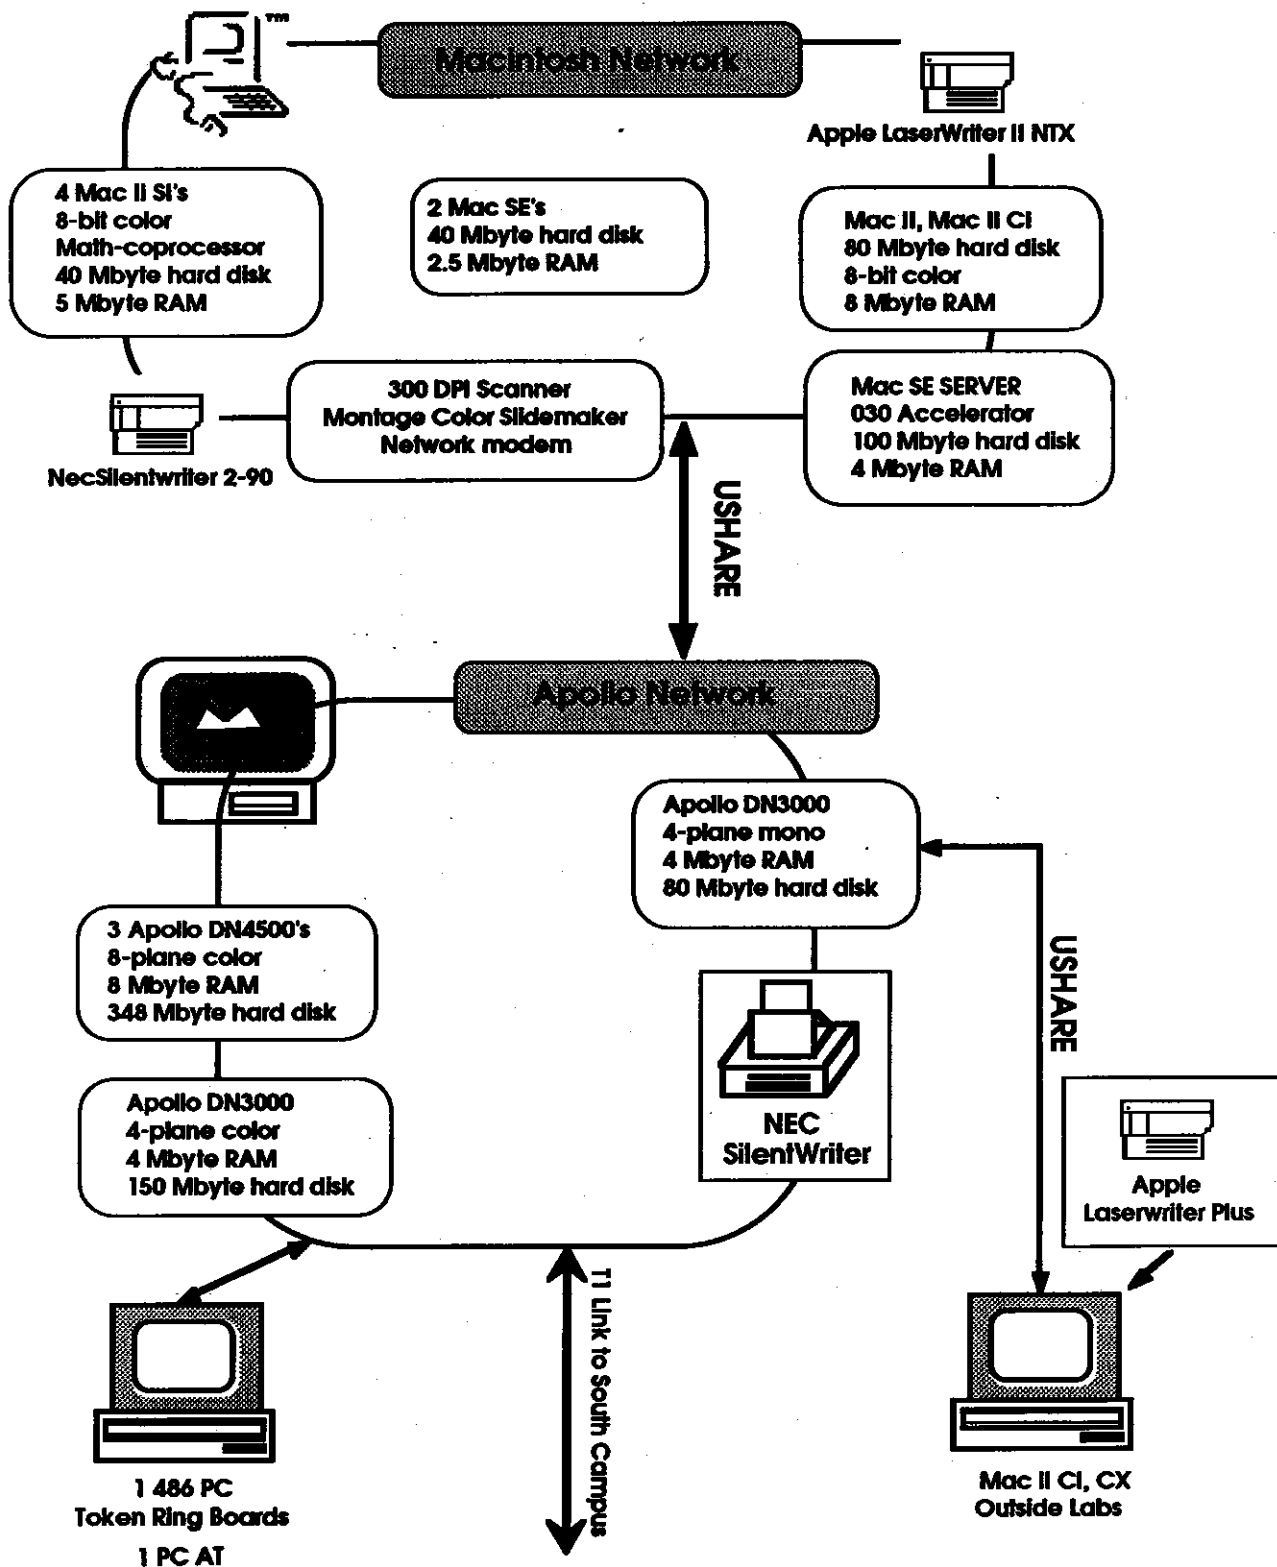 TM
Macintosh Network
Apple LaserWriter II NTX
4 Mac II SI's
8-bit color
Math-coprocessor
40 Mbyte hard disk
5 Mbyte RAM
2 Mac SE's
40 Mbyte hard disk
2.5 Mbyte RAM
Mac II, Mac II CI
80 Mbyte hard disk
8-bit color
8 Mbyte RAM
NecSilentwriter 2-90
300 DPI Scanner
Montage Color Slidemaker
Network modem
Mac SE SERVER
030 Accelerator
100 Mbyte hard disk
4 Mbyte RAM
USHARE
Apollo Network
Apollo DN3000
4-plane mono
4 Mbyte RAM
80 Mbyte hard disk
3 Apollo DN4500's
8-plane color
8 Mbyte RAM
348 Mbyte hard disk
USHARE
Apollo DN3000
4-plane color
4 Mbyte RAM
150 Mbyte hard disk
NEC
SilentWriter
Apple
Laserwriter Plus
T1 Link to South Campus
1 486 PC
Token Ring Boards
1 PC AT
Mac II CI, CX
Outside Labs